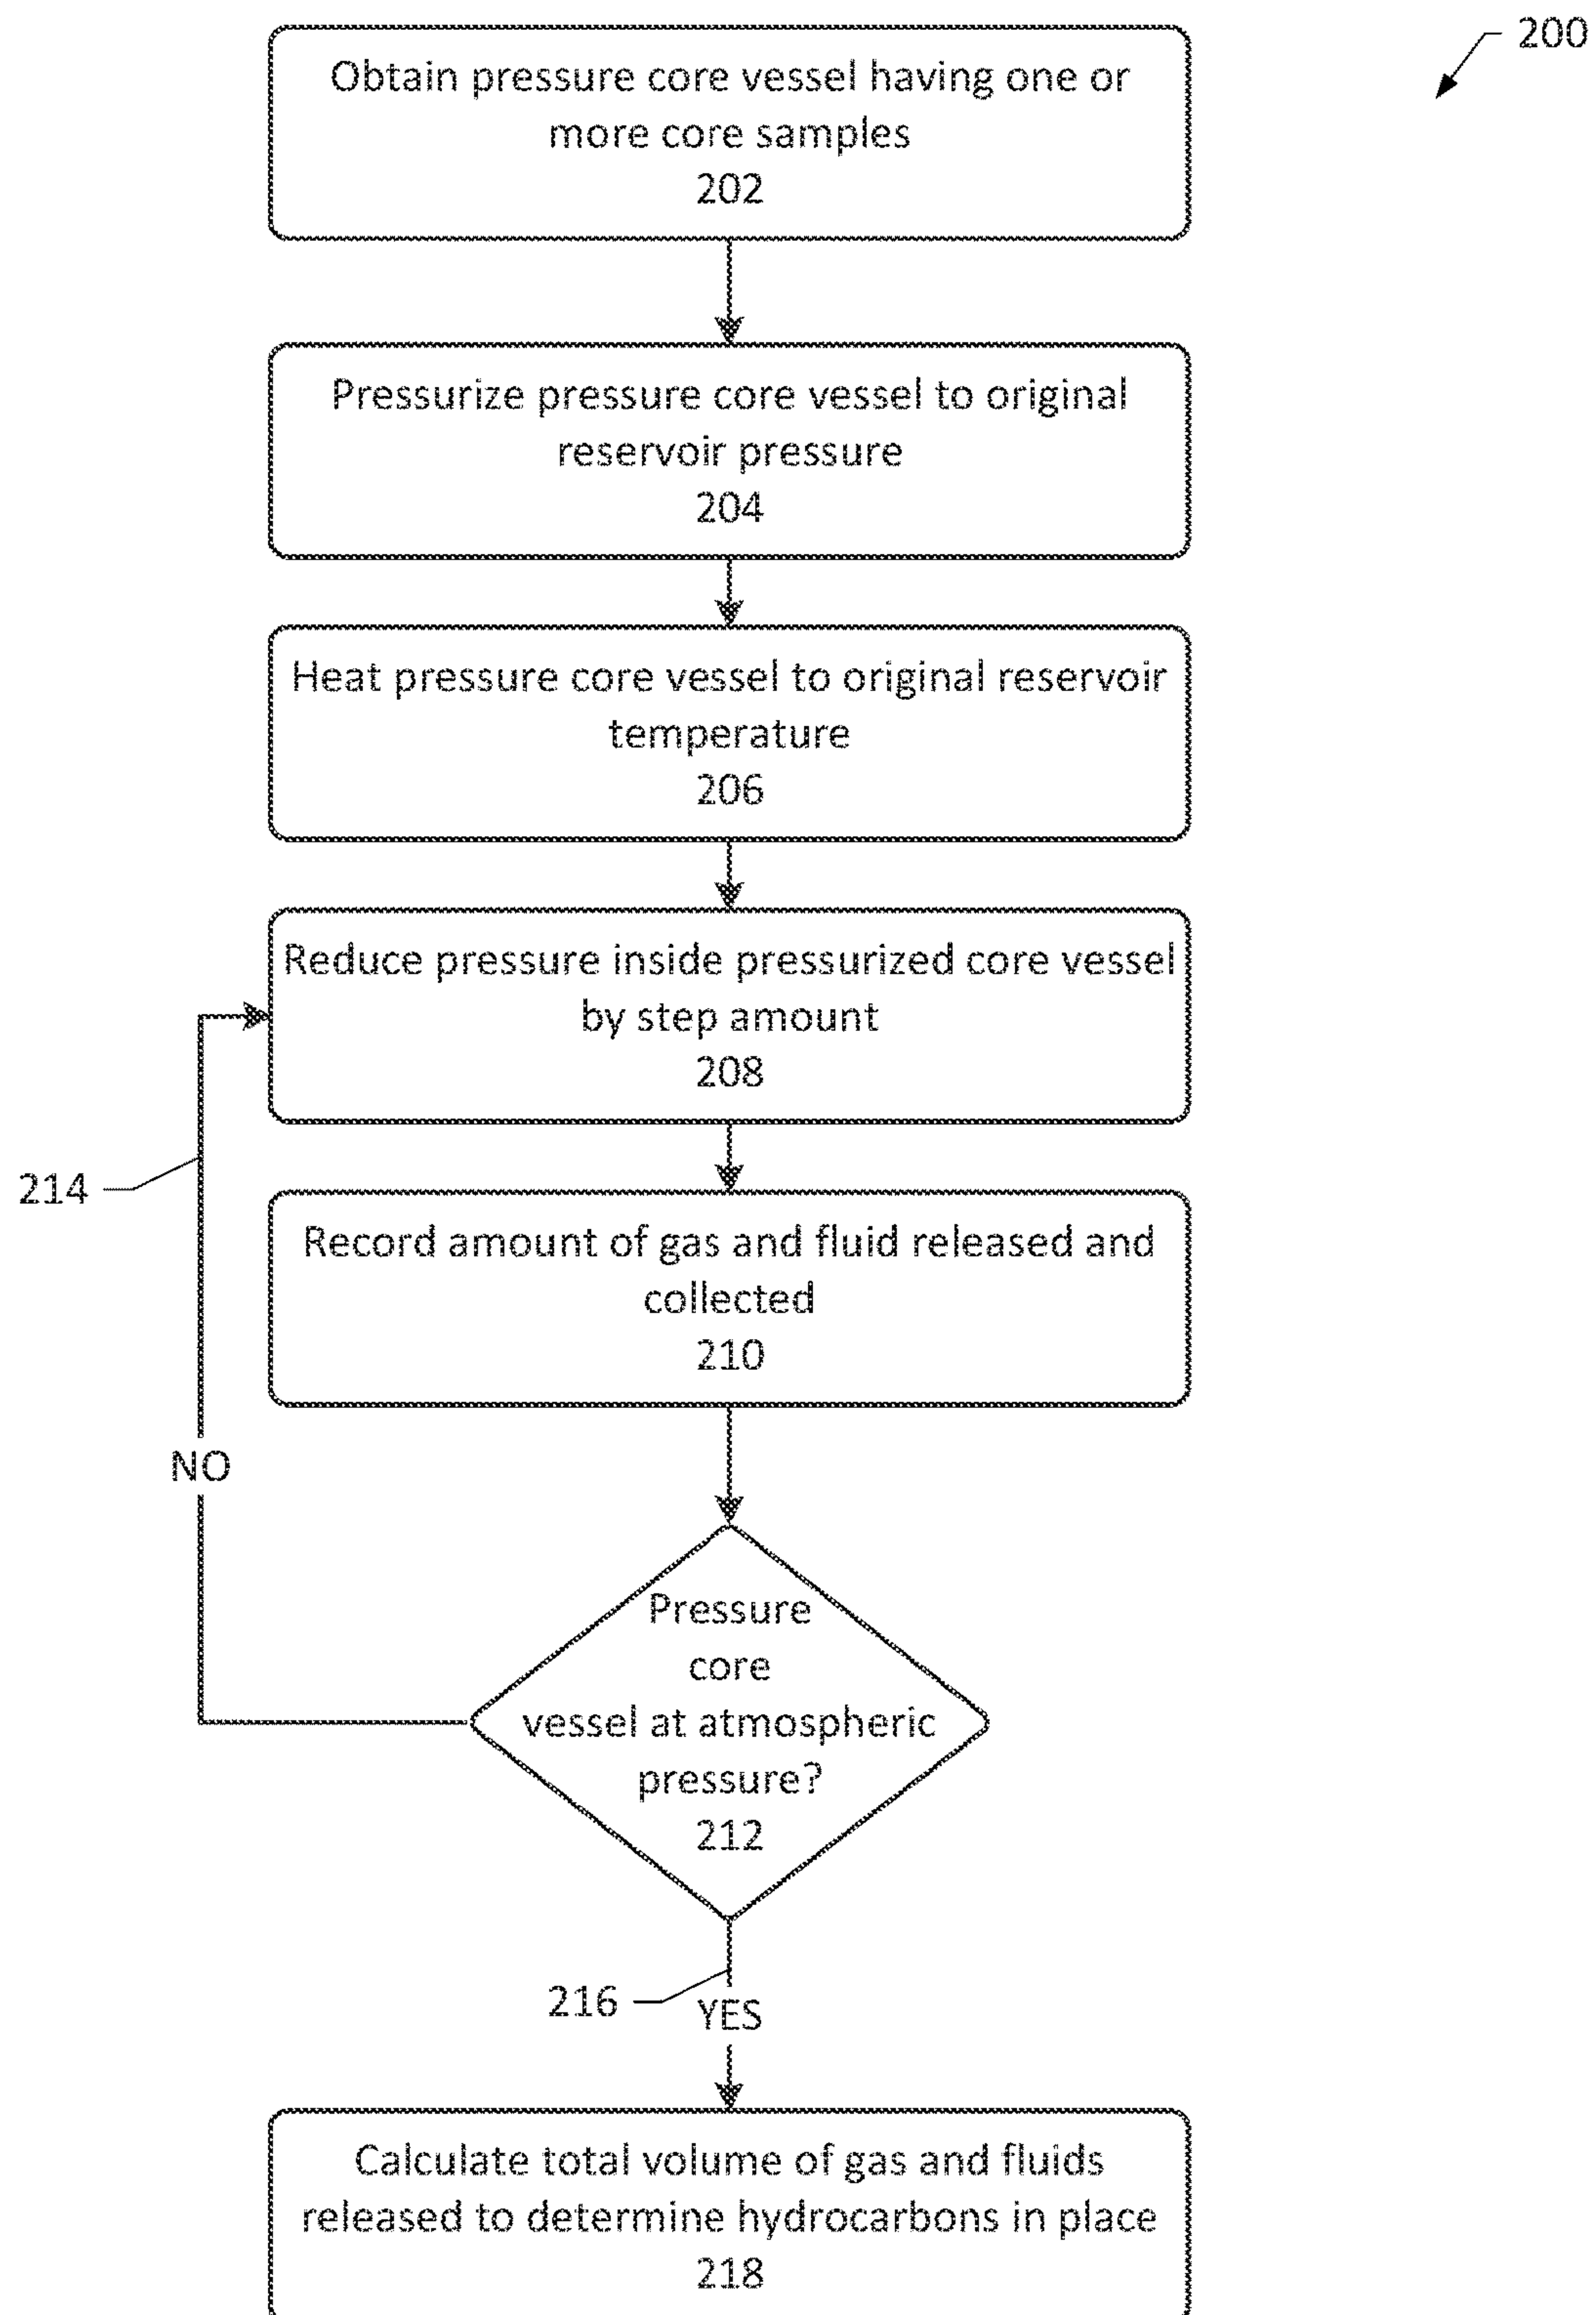 200
Obtain pressure core vessel having one or
more core samples
202
Pressurize pressure core vessel to original
reservoir pressure
204
Heat pressure core vessel to original reservoir
temperature
206
Reduce pressure inside pressurized core vessel
by step amount
208
214
Record amount of gas and fluid released and
collected
210
NO
Pressure
core
vessel at atmospheric
pressure?
212
216
YES
Calculate total volume of gas and fluids
released to determine hydrocarbons in place
218